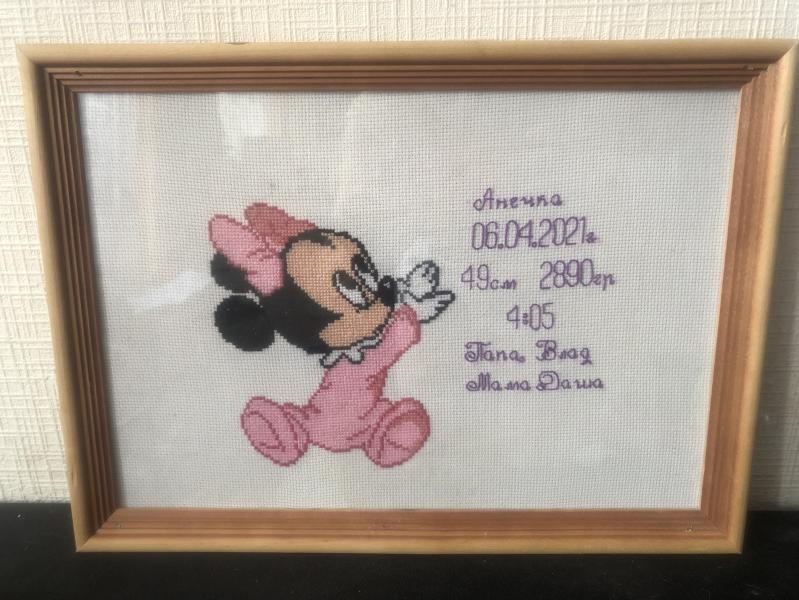 Анечка
06.04.2021г
49см 2890гр
4:05
Папа Влад
Мама Даша